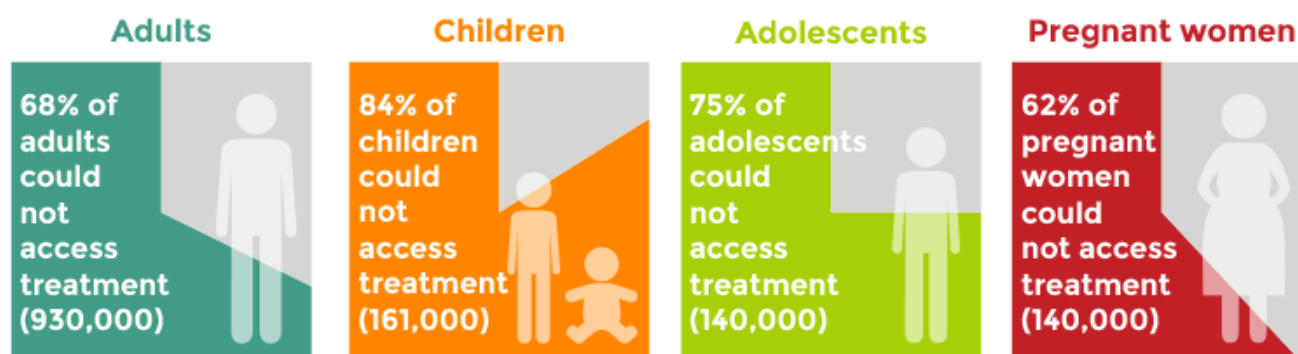 Adults
68% of
adults
could
not
access
treatment
(930,000)
Children
84% of
children
could
not
access
treatment
(161,000)
Adolescents
75% of
adolescents
could
not
access
treatment
(140,000)
Pregnant women
62% of
pregnant
women
could
not access
treatment
(140,000)